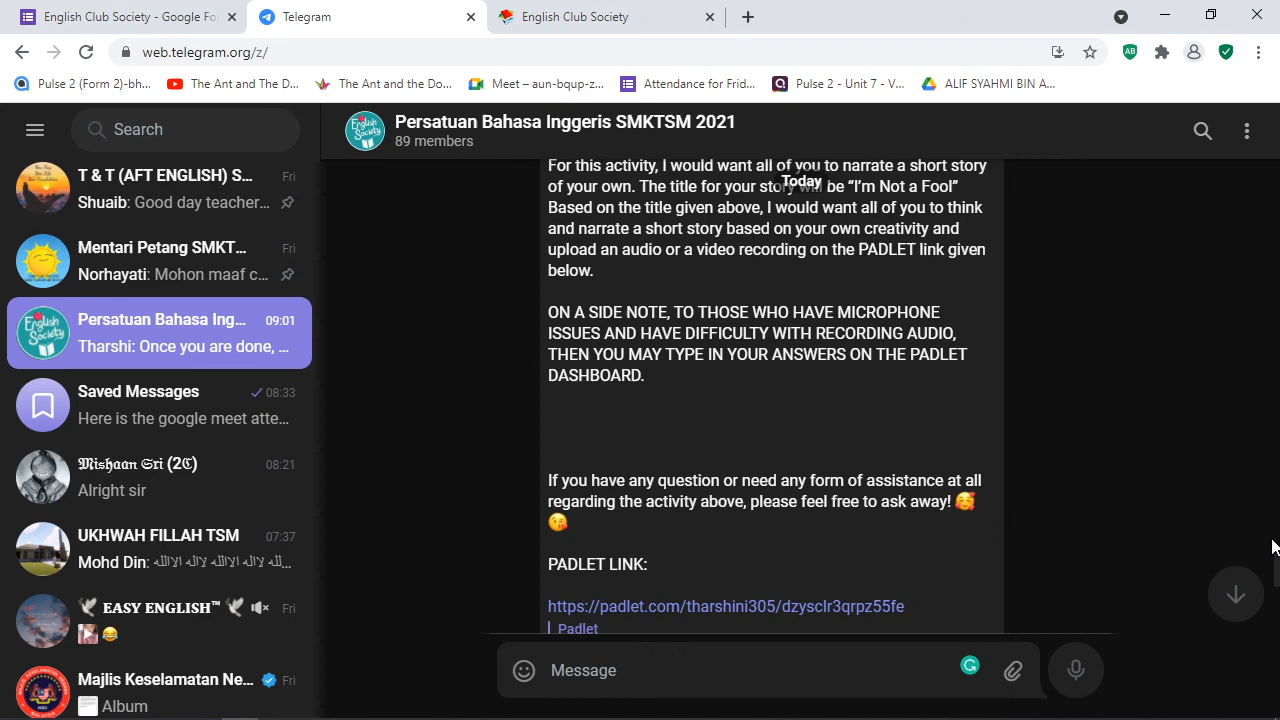 English Club Society - Google Fo
Telegram
English Club Society
web.telegram.org/z/
AB
Pulse 2 (Form 2)-bh...
The Ant and The D...
The Ant and the Do...
Meet – aun-bqup-z...
Attendance for Frid...
Pulse 2 - Unit 7 - V...
ALIF SYAHMI BIN A...
Search
English Society
Persatuan Bahasa Inggeris SMKTSM 2021
89 members
T & T (AFT ENGLISH) S...
Fri
Shuaib: Good day teacher...
Mentari Petang SMKT...
Fri
Norhayati: Mohon maaf c...
English Society
Persatuan Bahasa Ing...
09:01
Tharshi: Once you are done, ...
Saved Messages
08:33
Here is the google meet atte...
𝔐𝔦𝔰𝔥𝔞𝔞𝔫 𝔖𝔯𝔦 (2ℭ)
08:21
Alright sir
UKHWAH FILLAH TSM
07:37
Mohd Din:
🕊 EASY ENGLISH™ 🕊
Fri
😂
Majlis Keselamatan Ne...
Fri
Album
For this activity, I would want all of you to narrate a short story
Today
of your own. The title for your story will be “I’m Not a Fool”
Based on the title given above, I would want all of you to think
and narrate a short story based on your own creativity and
upload an audio or a video recording on the PADLET link given
below.
ON A SIDE NOTE, TO THOSE WHO HAVE MICROPHONE
ISSUES AND HAVE DIFFICULTY WITH RECORDING AUDIO,
THEN YOU MAY TYPE IN YOUR ANSWERS ON THE PADLET
DASHBOARD.
If you have any question or need any form of assistance at all
regarding the activity above, please feel free to ask away! 🥰
😘
PADLET LINK:
https://padlet.com/tharshini305/dzysclr3qrpz55fe
Padlet
Message